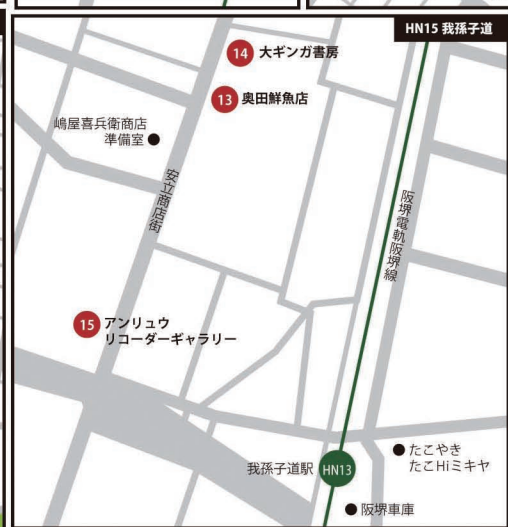 HN15 我孫子道
14 大ギンガ書房
13 奥田鮮魚店
嶋屋喜兵衛商店
準備室
安立商店街
阪堺電軌阪堺線
15 アンリュウ
リコーダーギャラリー
我孫子道駅 HN13
たこやき
たこHiミキヤ
阪堺車庫